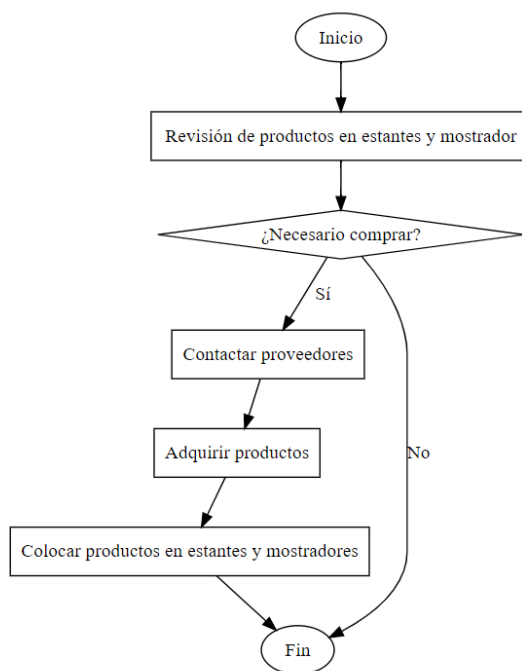 Inicio
Revisión de productos en estantes y mostrador
¿Necesario comprar?
Sí
Contactar proveedores
Adquirir productos
No
Colocar productos en estantes y mostradores
Fin